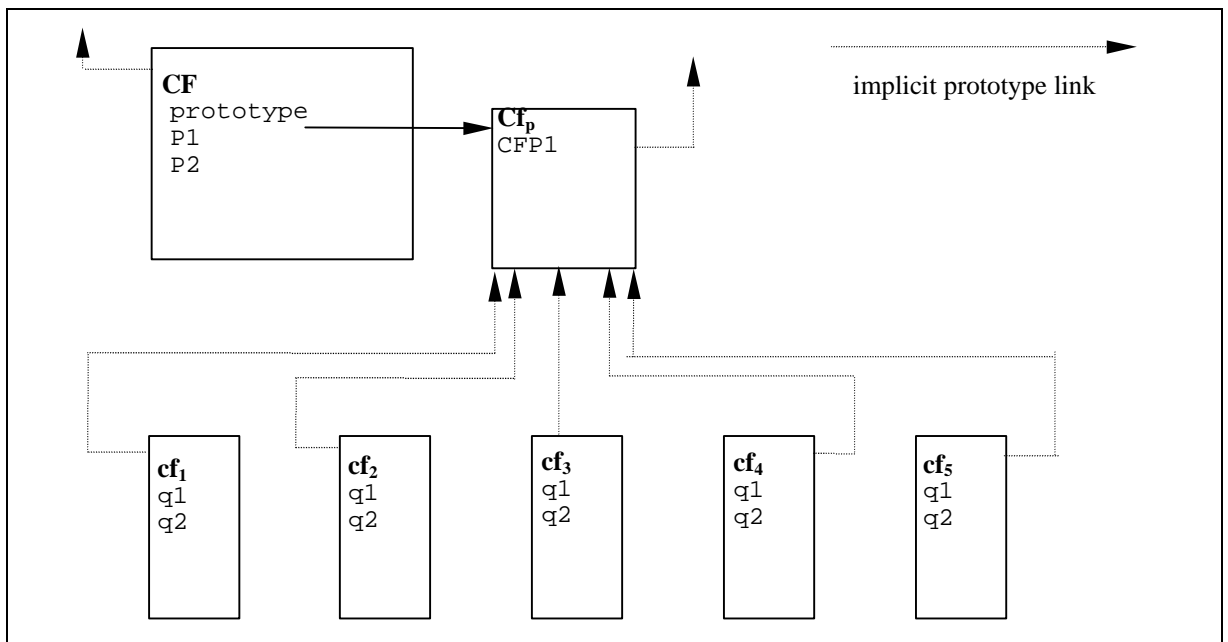 CF
prototype
P1
P2
Cfp
CFP1
implicit prototype link
cf1
q1
q2
cf2
q1
q2
cf3
q1
q2
cf4
q1
q2
cf5
q1
q2